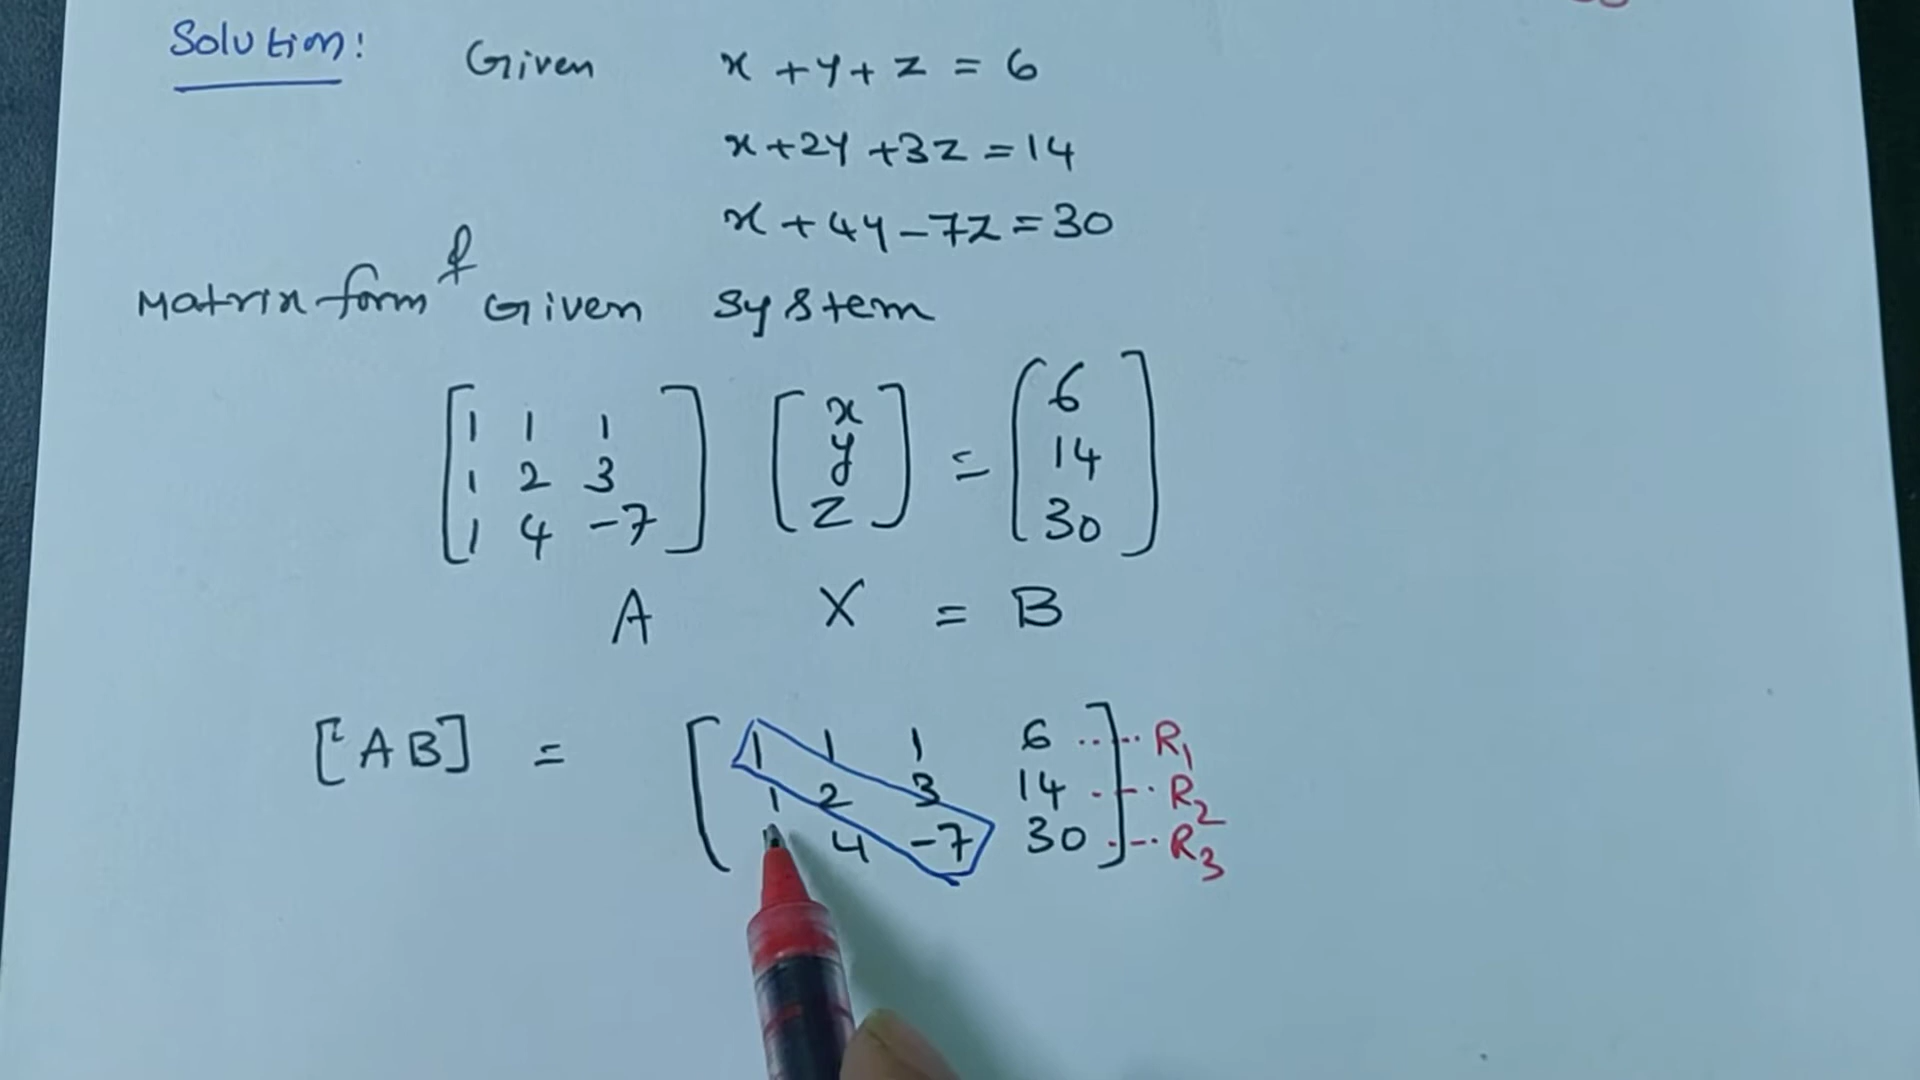 Solution: Given x + y + z = 6
x + 2y + 3z = 14
x + 4y - 7z = 30
Matrix form of Given system
[1 1 1] [x] = [6]
[1 2 3] [y] [14]
[1 4 -7] [z] [30]
A X = B
[AB] = [1 1 1 6] R1
[1 2 3 14] R2
[4 -7 30] R3